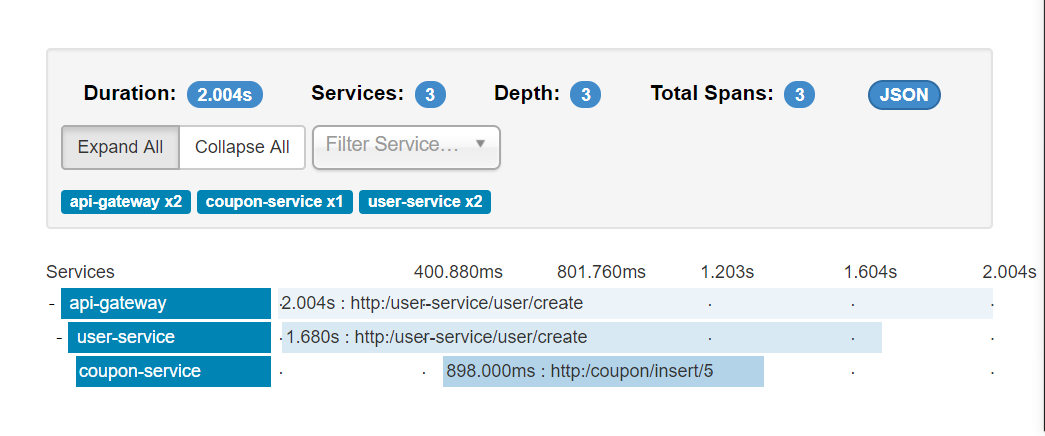 Duration: 2.004s Services: 3 Depth: 3 Total Spans: 3 JSON
Expand All Collapse All Filter Service...
api-gateway x2 coupon-service x1 user-service x2
Services 400.880ms 801.760ms 1.203s 1.604s 2.004s
- api-gateway 2.004s : http:/user-service/user/create
- user-service 1.680s : http:/user-service/user/create
coupon-service 898.000ms : http:/coupon/insert/5